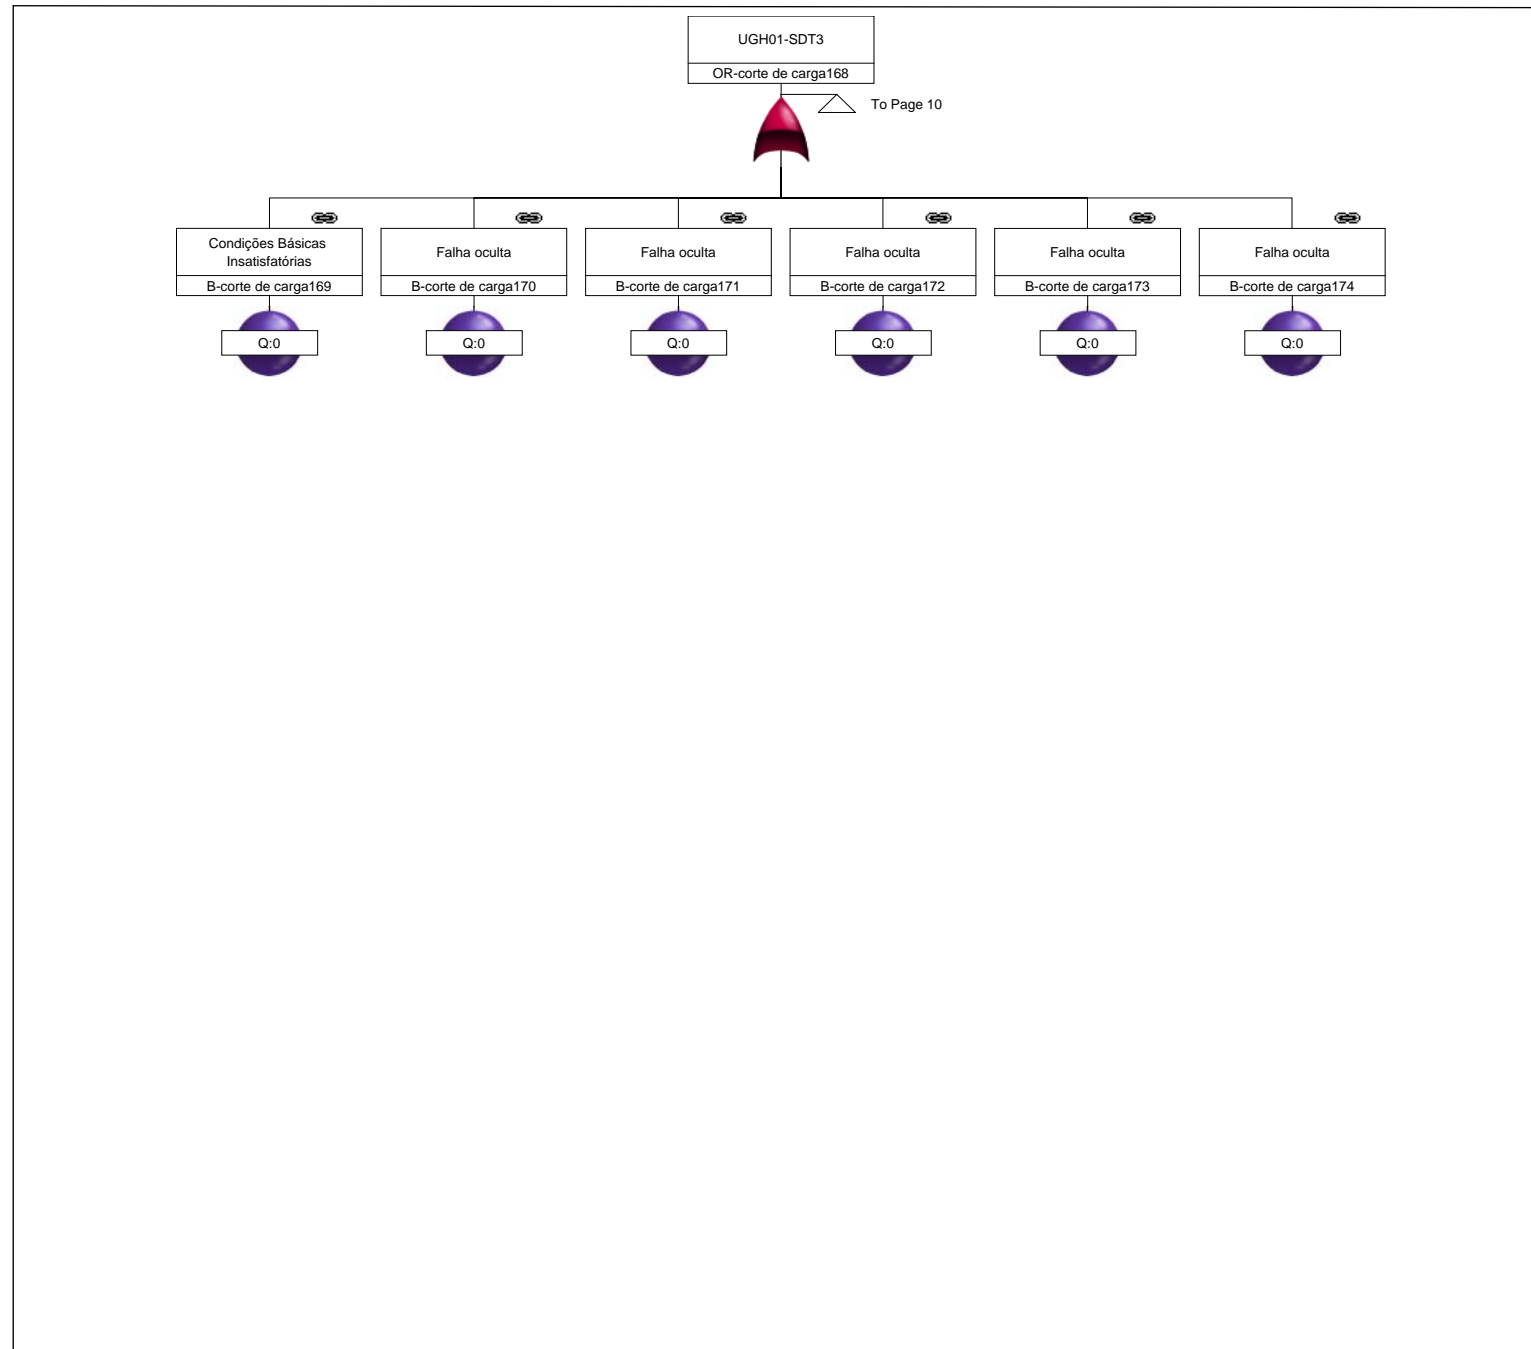 UGH01-SDT3
OR-corte de carga168
To Page 10
Condições Básicas
Insatisfatórias
B-corte de carga169
Q:0
Falha oculta
B-corte de carga170
Q:0
Falha oculta
B-corte de carga171
Q:0
Falha oculta
B-corte de carga172
Q:0
Falha oculta
B-corte de carga173
Q:0
Falha oculta
B-corte de carga174
Q:0